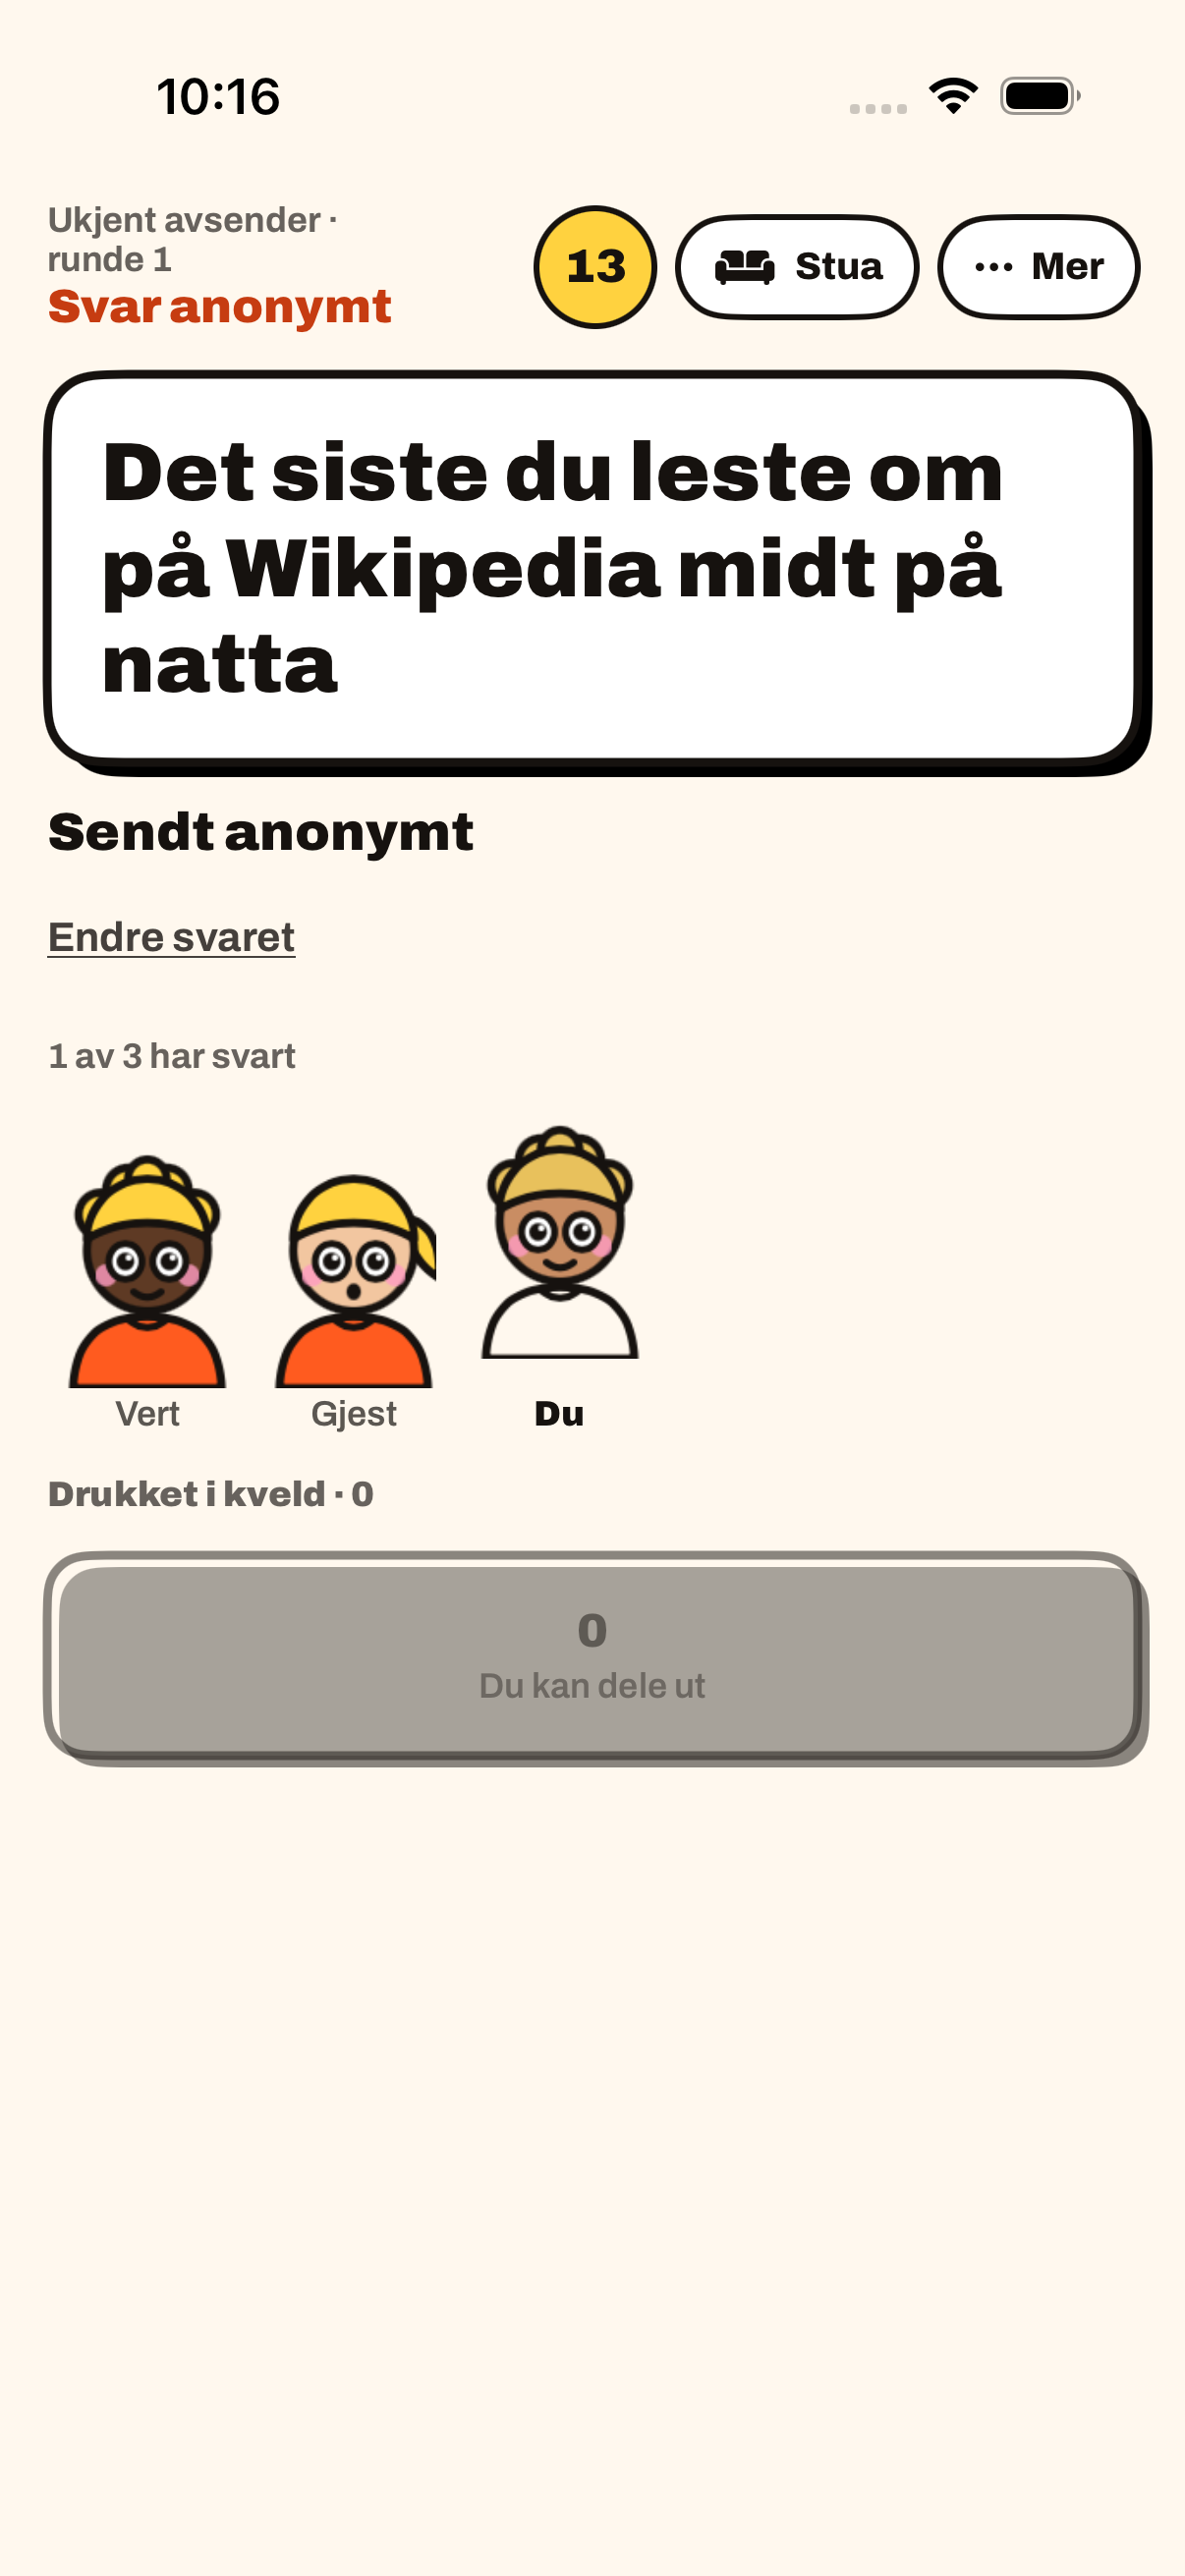 10:16
Ukjent avsender ·
runde 1
Svar anonymt
13
Stua
Mer
Det siste du leste om
på Wikipedia midt på
natta
Sendt anonymt
Endre svaret
1 av 3 har svart
Vert
Gjest
Du
Drukket i kveld · 0
0
Du kan dele ut